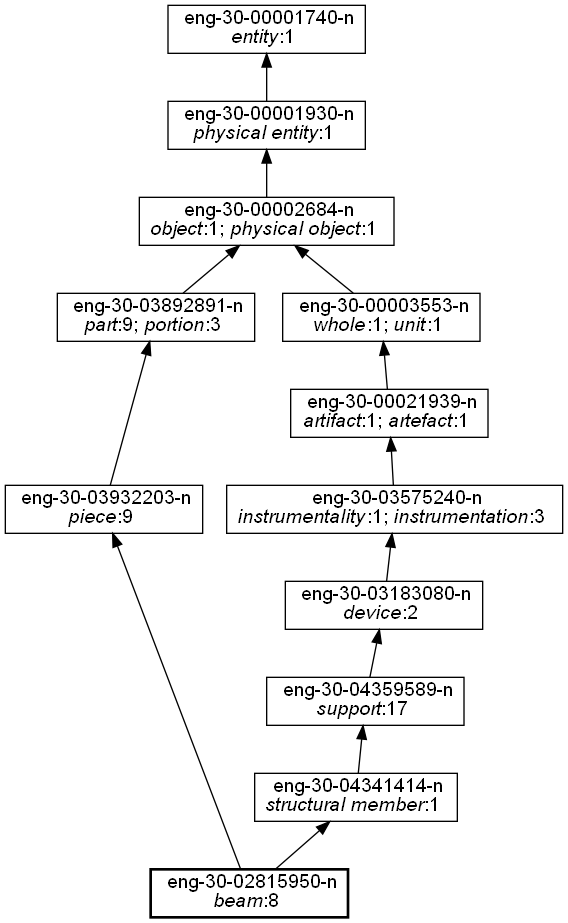 eng-30-00001740-n
entity:1
eng-30-00001930-n
physical entity:1
eng-30-00002684-n
object:1; physical object:1
eng-30-03892891-n
part:9; portion:3
eng-30-00003553-n
whole:1; unit:1
eng-30-00021939-n
artifact:1; artefact:1
eng-30-03932203-n
piece:9
eng-30-03575240-n
instrumentality:1; instrumentation:3
eng-30-03183080-n
device:2
eng-30-04359589-n
support:17
eng-30-04341414-n
structural member:1
eng-30-02815950-n
beam:8